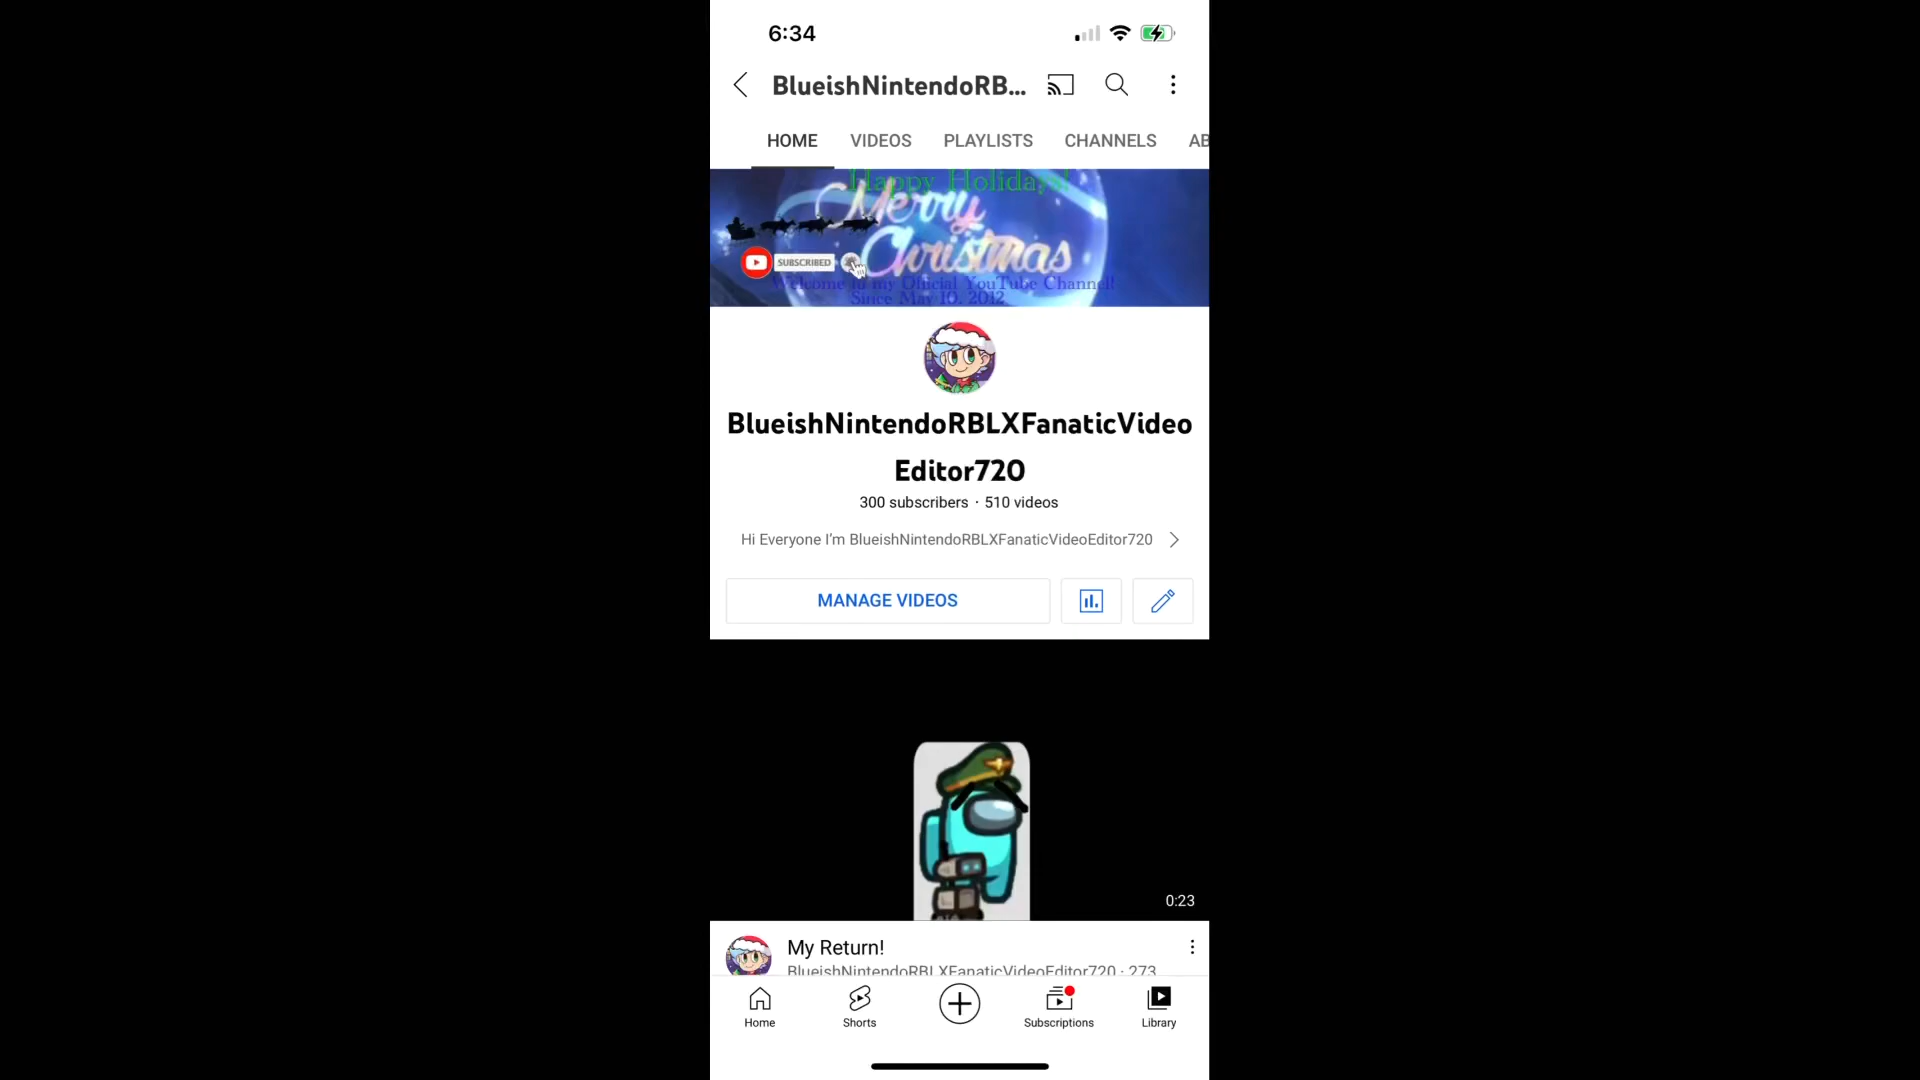 6:34
BlueishNintendoRB...
HOME VIDEOS PLAYLISTS CHANNELS AB
Happy Holidays!
Merry
Christmas
SUBSCRIBED
Welcome to my Official YouTube Channel!
Since May 10, 2012
BlueishNintendoRBLXFanaticVideo
Editor720
300 subscribers · 510 videos
Hi Everyone I'm BlueishNintendoRBLXFanaticVideoEditor720
MANAGE VIDEOS
0:23
My Return!
BlueishNintendoRBLXFanaticVideoEditor720 · 273
Home Shorts Subscriptions Library